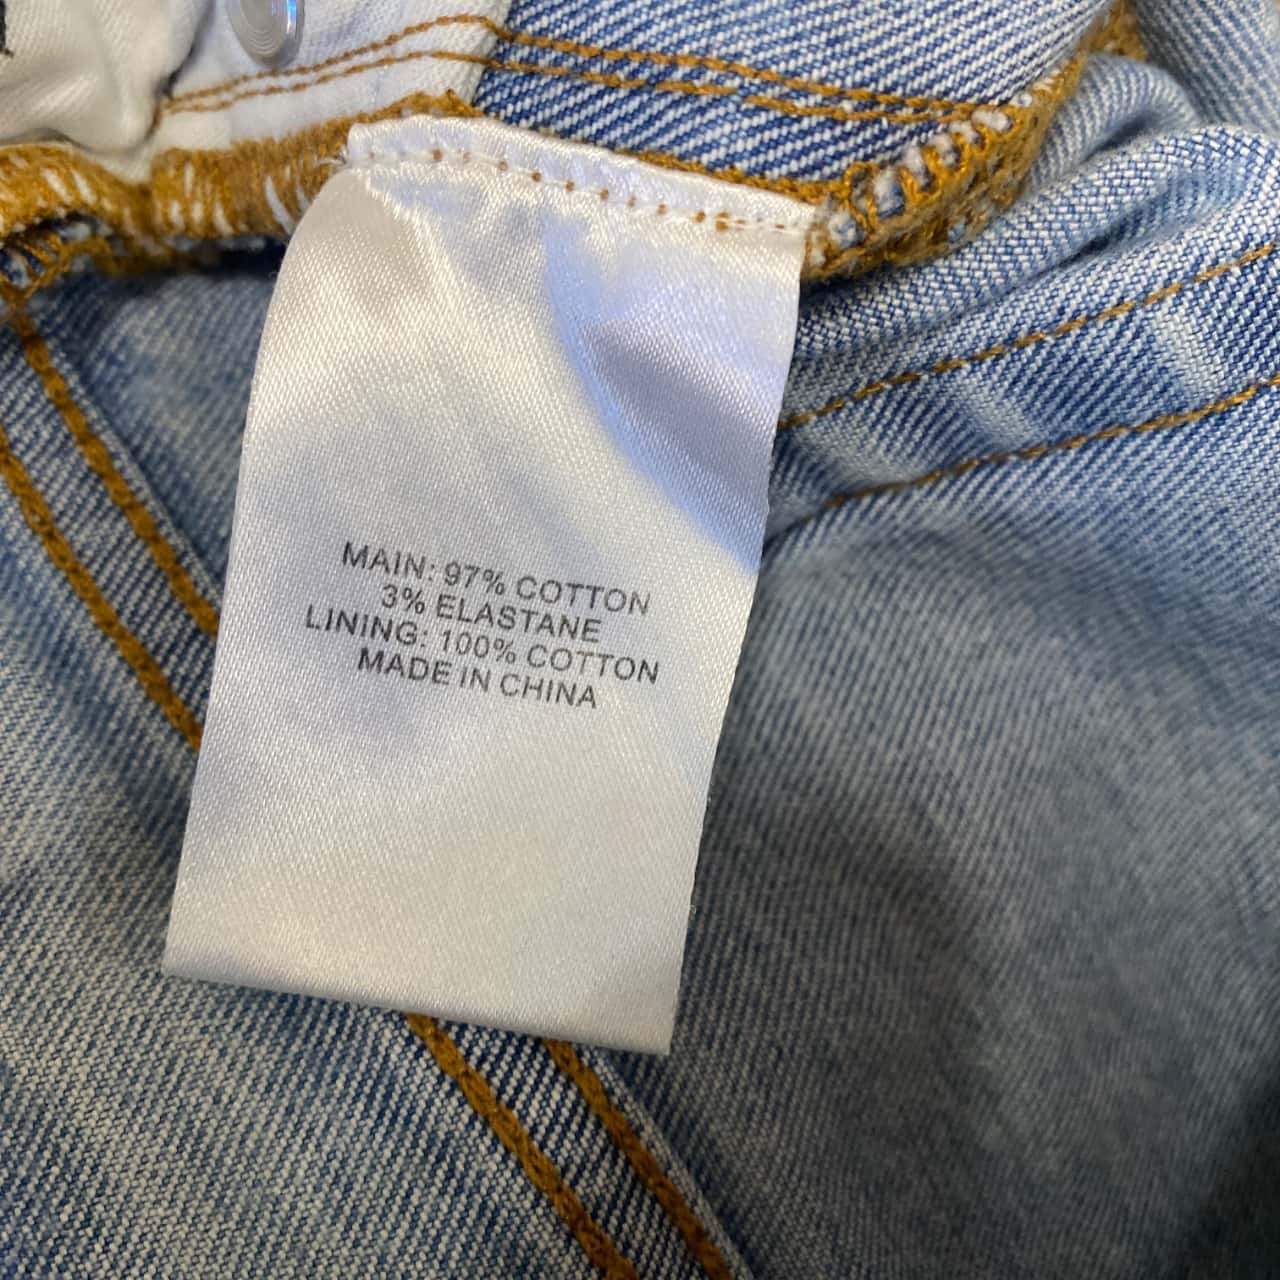 MAIN: 97% COTTON
3% ELASTANE
LINING: 100% COTTON
MADE IN CHINA